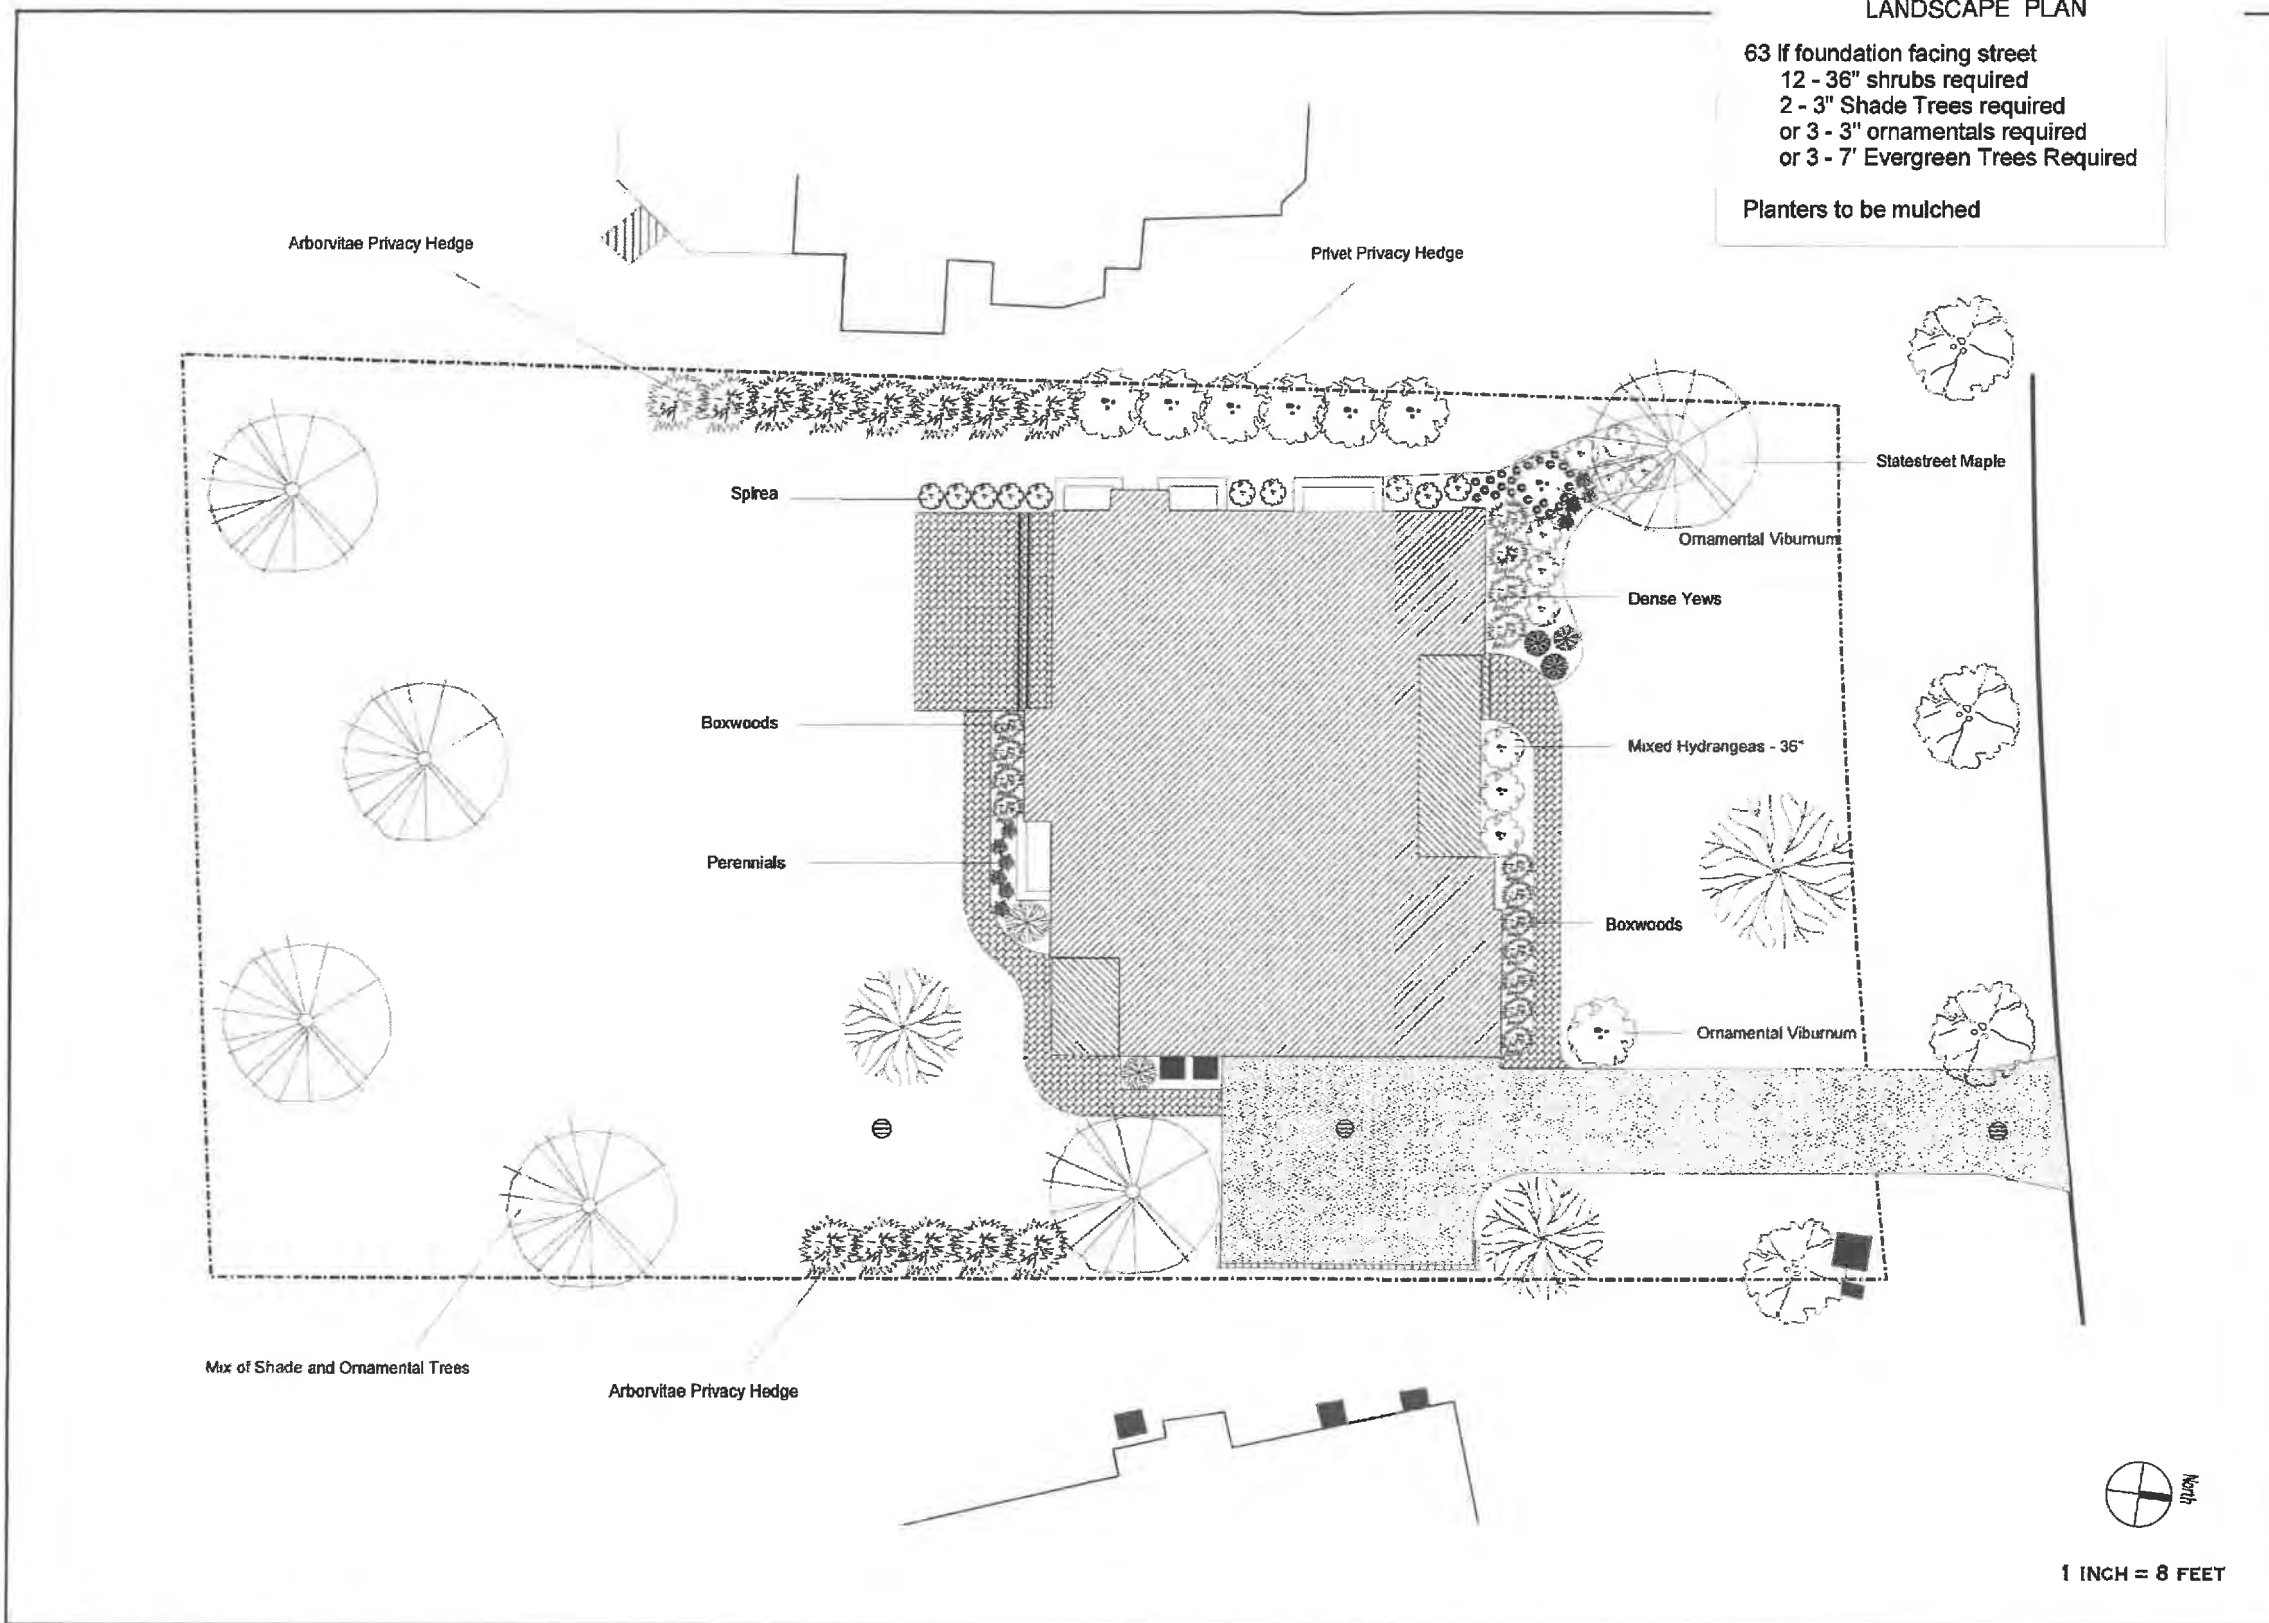 LANDSCAPE PLAN
63 lf foundation facing street
12 - 36" shrubs required
2 - 3" Shade Trees required
or 3 - 3" ornamentals required
or 3 - 7' Evergreen Trees Required
Planters to be mulched
Arborvitae Privacy Hedge
Privet Privacy Hedge
Statestreet Maple
Spirea
Ornamental Viburnum
Dense Yews
Boxwoods
Mixed Hydrangeas - 36"
Perennials
Boxwoods
Ornamental Viburnum
Mix of Shade and Ornamental Trees
Arborvitae Privacy Hedge
North
1 INCH = 8 FEET